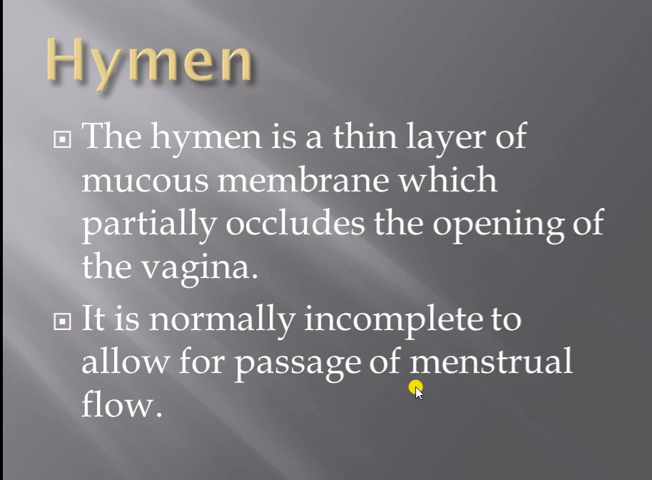 Hymen
The hymen is a thin layer of
mucous membrane which
partially occludes the opening of
the vagina.
It is normally incomplete to
allow for passage of menstrual
flow.